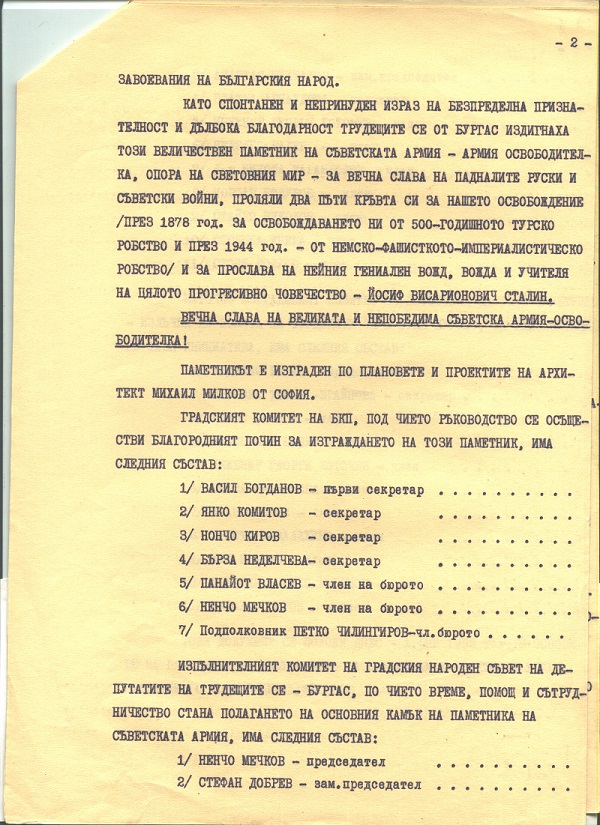 - 2 -
ЗАВОЕВАНИЯ НА БЪЛГАРСКИЯ НАРОД.
КАТО СПОНТАНЕН И НЕПРИНУДЕН ИЗРАЗ НА БЕЗПРЕДЕЛНА ПРИЗНА-
ТЕЛНОСТ И ДЪЛБОКА БЛАГОДАРНОСТ ТРУДЕЩИТЕ СЕ ОТ БУРГАС ИЗДИГНАХА
ТОЗИ ВЕЛИЧЕСТВЕН ПАМЕТНИК НА СЪВЕТСКАТА АРМИЯ - АРМИЯ ОСВОБОДИТЕЛ-
КА, ОПОРА НА СВЕТОВНИЯ МИР - ЗА ВЕЧНА СЛАВА НА ПАДНАЛИТЕ РУСКИ И
СЪВЕТСКИ ВОЙНИ, ПРОЛЯЛИ ДВА ПЪТИ КРЪВТА СИ ЗА НАШЕТО ОСВОБОЖДЕНИЕ
/ПРЕЗ 1878 год. ЗА ОСВОБОЖДАВАНЕТО НИ ОТ 500-ГОДИШНОТО ТУРСКО
РОБСТВО И ПРЕЗ 1944 год. - ОТ НЕМСКО-ФАШИСТКОТО-ИМПЕРИАЛИСТИЧЕСКО
РОБСТВО/ И ЗА ПРОСЛАВА НА НЕЙНИЯ ГЕНИАЛЕН ВОЖД, ВОЖДА И УЧИТЕЛЯ
НА ЦЯЛОТО ПРОГРЕСИВНО ЧОВЕЧЕСТВО - ЙОСИФ ВИСАРИОНОВИЧ СТАЛИН.
ВЕЧНА СЛАВА НА ВЕЛИКАТА И НЕПОБЕДИМА СЪВЕТСКА АРМИЯ-ОСВО-
БОДИТЕЛКА!
ПАМЕТНИКЪТ Е ИЗГРАДЕН ПО ПЛАНОВЕТЕ И ПРОЕКТИТЕ НА АРХИ-
ТЕКТ МИХАИЛ МИЛКОВ ОТ СОФИЯ.
ГРАДСКИЯТ КОМИТЕТ НА БКП, ПОД ЧИЕТО РЪКОВОДСТВО СЕ ОСЪЩЕ-
СТВИ БЛАГОРОДНИЯТ ПОЧИН ЗА ИЗГРАЖДАНЕТО НА ТОЗИ ПАМЕТНИК, ИМА
СЛЕДНИЯ СЪСТАВ:
1/ ВАСИЛ БОГДАНОВ - първи секретар . . . . . . . . . .
2/ ЯНКО КОМИТОВ - секретар . . . . . . . . . .
3/ НОНЧО КИРОВ - секретар . . . . . . . . . .
4/ БЪРЗА НЕДЕЛЧЕВА- секретар . . . . . . . . . .
5/ ПАНАЙОТ ВЛАСЕВ - член на бюрото . . . . . . . . . .
6/ НЕНЧО МЕЧКОВ - член на бюрото . . . . . . . . . .
7/ Подполковник ПЕТКО ЧИЛИНГИРОВ-чл.бюрото . . . . . .
ИЗПЪЛНИТЕЛНИЯТ КОМИТЕТ НА ГРАДСКИЯ НАРОДЕН СЪВЕТ НА ДЕ-
ПУТАТИТЕ НА ТРУДЕЩИТЕ СЕ - БУРГАС, ПО ЧИЕТО ВРЕМЕ, ПОМОЩ И СЪТРУД-
НИЧЕСТВО СТАНА ПОЛАГАНЕТО НА ОСНОВНИЯ КАМЪК НА ПАМЕТНИКА НА
СЪВЕТСКАТА АРМИЯ, ИМА СЛЕДНИЯ СЪСТАВ:
1/ НЕНЧО МЕЧКОВ - председател . . . . . . . . . .
2/ СТЕФАН ДОБРЕВ - зам.председател . . . . . . . . . .